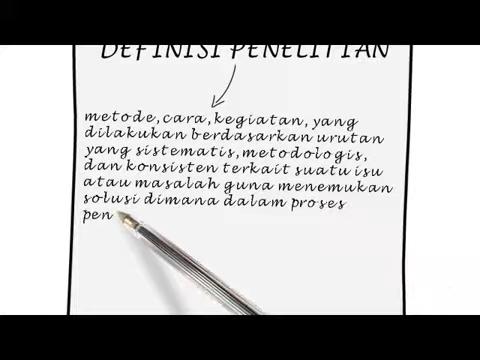 DEFINISI PENELITIAN
metode, cara, kegiatan, yang
dilakukan berdasarkan urutan
yang sistematis, metodologis,
dan konsisten terkait suatu isu
atau masalah guna menemukan
solusi dimana dalam proses
pen